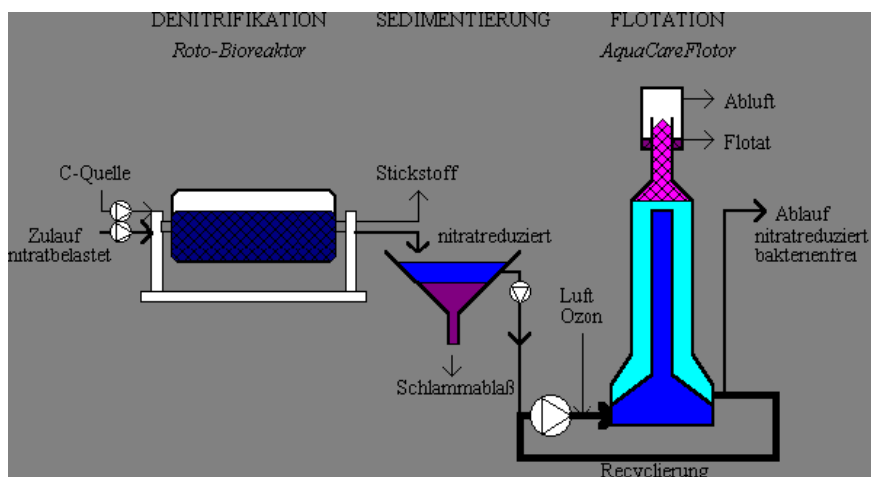 DENITRIFIKATION
Roto-Bioreaktor
SEDIMENTIERUNG
FLOTATION
AquaCareFlotor
Abluft
Flotat
C-Quelle
Zulauf
nitratbelastet
Stickstoff
nitratreduziert
Schlammablaß
Luft
Ozon
Ablauf
nitratreduziert
bakterienfrei
Recyclierung